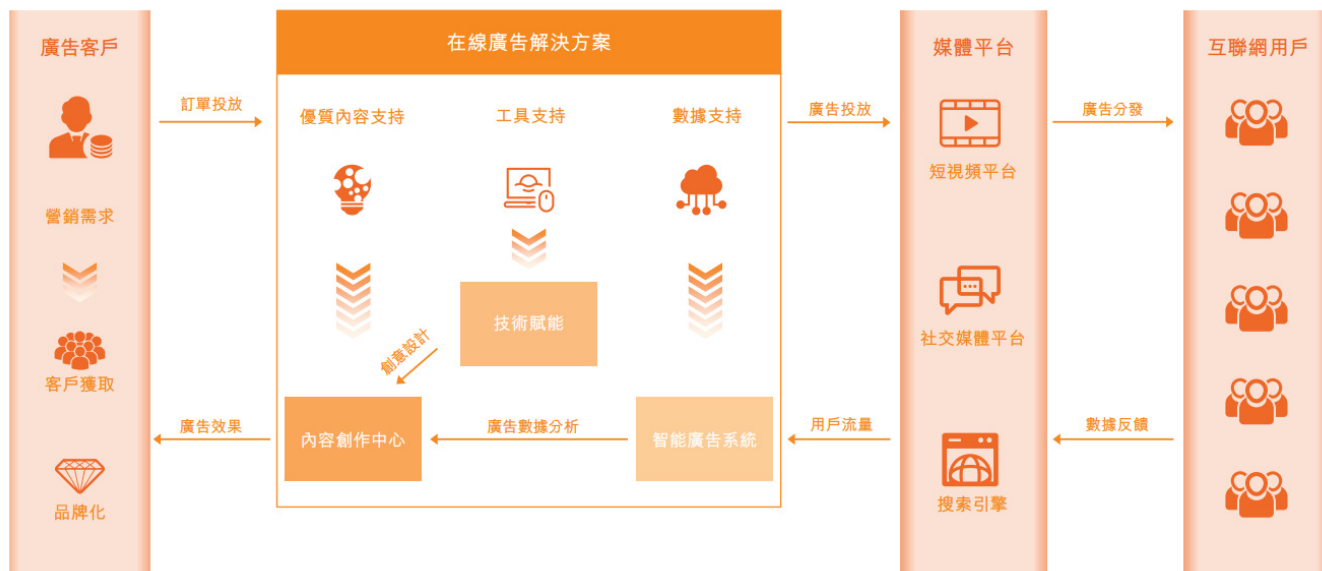 廣告客戶
營銷需求
客戶獲取
品牌化
訂單投放
廣告效果
在線廣告解決方案
優質內容支持
工具支持
數據支持
技術賦能
創意設計
內容創作中心
廣告數據分析
智能廣告系統
廣告投放
用戶流量
媒體平台
短視頻平台
社交媒體平台
搜索引擎
廣告分發
數據反饋
互聯網用戶